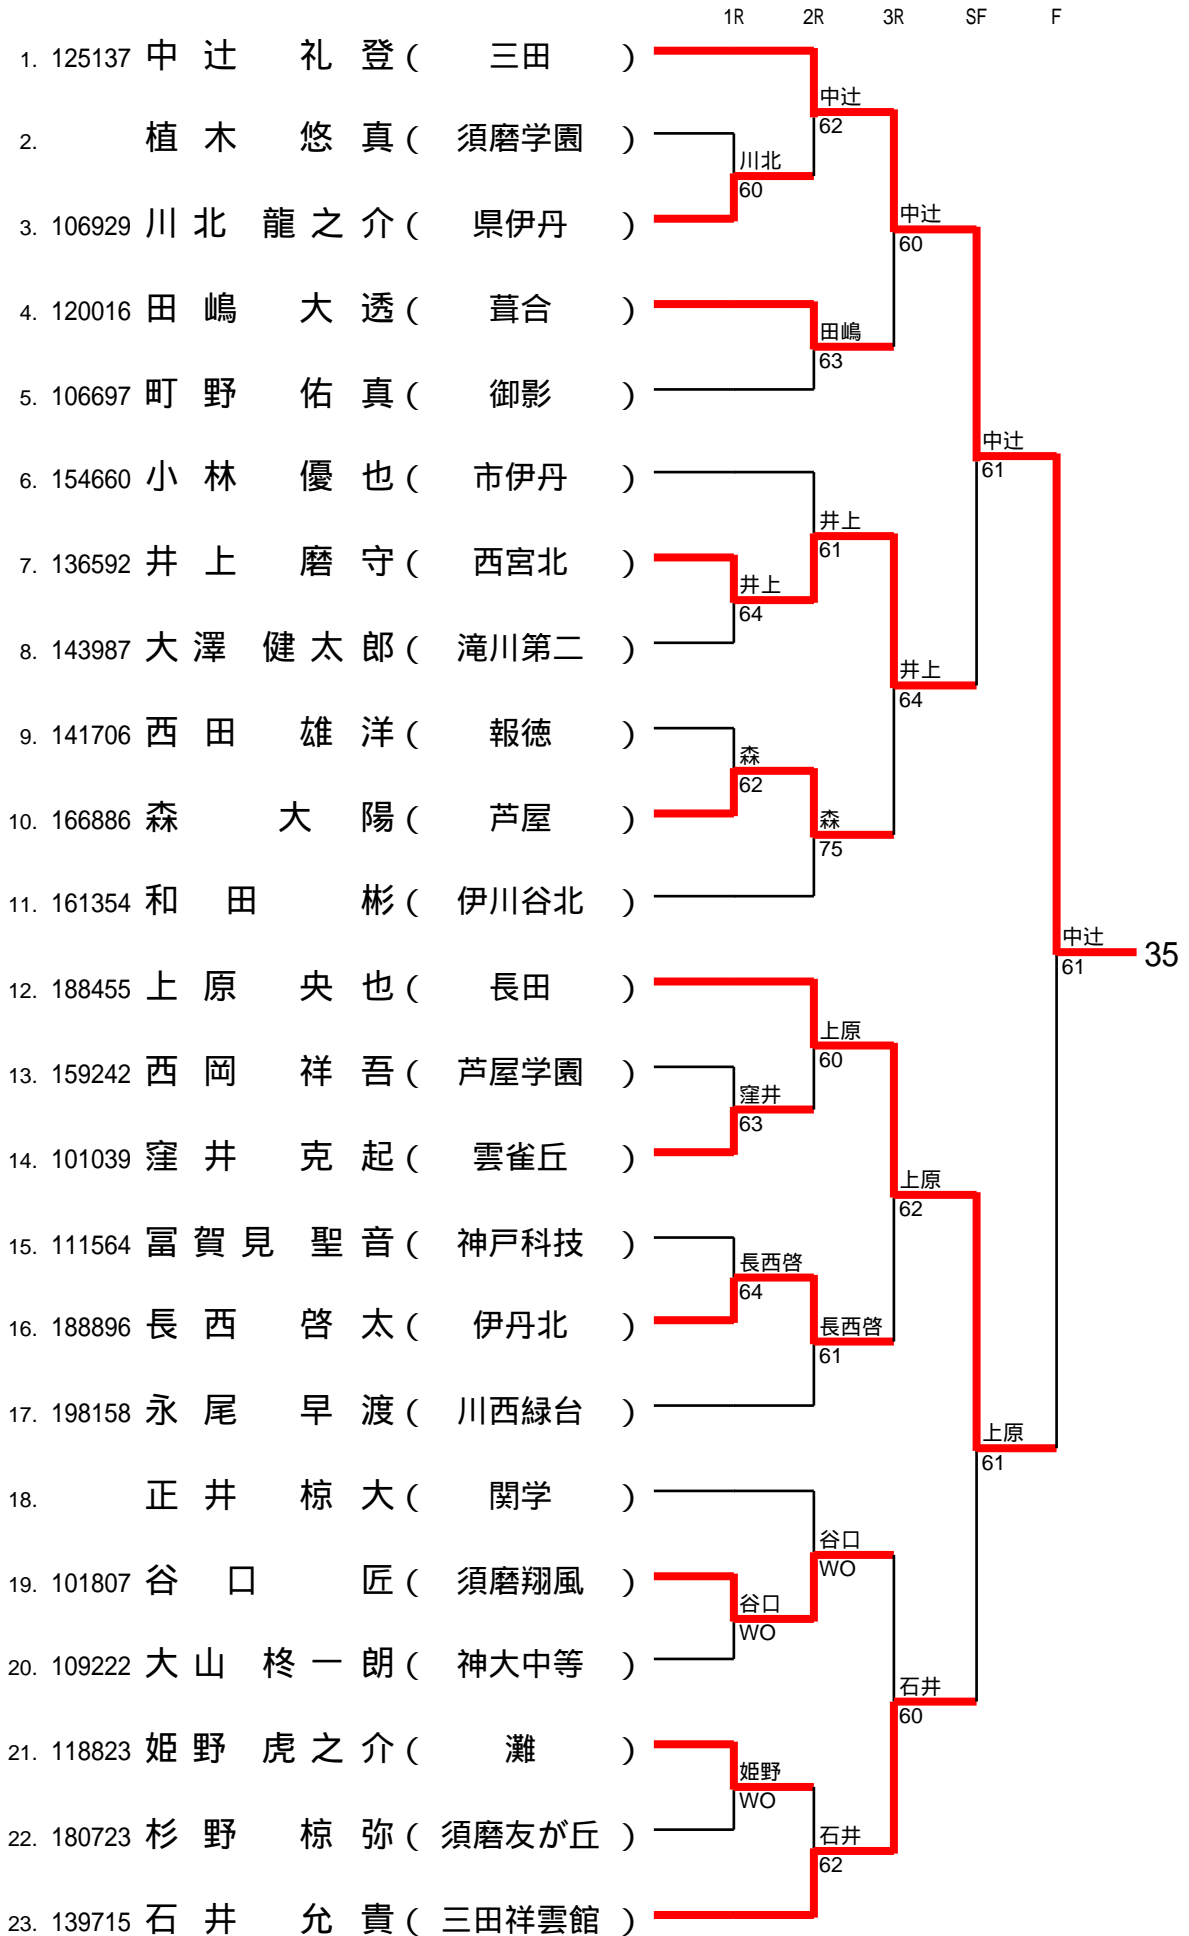 1R 2R 3R SF F
1. 125137 中辻 礼登 ( 三田 )
中辻
62
2. 植木 悠真 ( 須磨学園 )
川北
60
3. 106929 川北 龍之介 ( 県伊丹 )
中辻
60
4. 120016 田嶋 大透 ( 葺合 )
田嶋
63
5. 106697 町野 佑真 ( 御影 )
中辻
61
6. 154660 小林 優也 ( 市伊丹 )
井上
61
7. 136592 井上 磨守 ( 西宮北 )
井上
64
8. 143987 大澤 健太郎 ( 滝川第二 )
井上
64
9. 141706 西田 雄洋 ( 報徳 )
森
62
10. 166886 森 大陽 ( 芦屋 )
森
75
11. 161354 和田 彬 ( 伊川谷北 )
中辻
61
35
12. 188455 上原 央也 ( 長田 )
上原
60
13. 159242 西岡 祥吾 ( 芦屋学園 )
窪井
63
14. 101039 窪井 克起 ( 雲雀丘 )
上原
62
15. 111564 冨賀見 聖音 ( 神戸科技 )
長西啓
64
16. 188896 長西 啓太 ( 伊丹北 )
長西啓
61
17. 198158 永尾 早渡 ( 川西緑台 )
上原
61
18. 正井 椋大 ( 関学 )
谷口
WO
19. 101807 谷口 匠 ( 須磨翔風 )
谷口
WO
20. 109222 大山 柊一朗 ( 神大中等 )
石井
60
21. 118823 姫野 虎之介 ( 灘 )
姫野
WO
22. 180723 杉野 椋弥 ( 須磨友が丘 )
石井
62
23. 139715 石井 允貴 ( 三田祥雲館 )